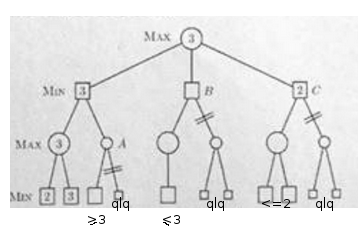 MAX 3
MIN 3 B 2 C
MAX 3 A
MIN 2 3 qlq qlq <=2 qlq
≥3 ≤3